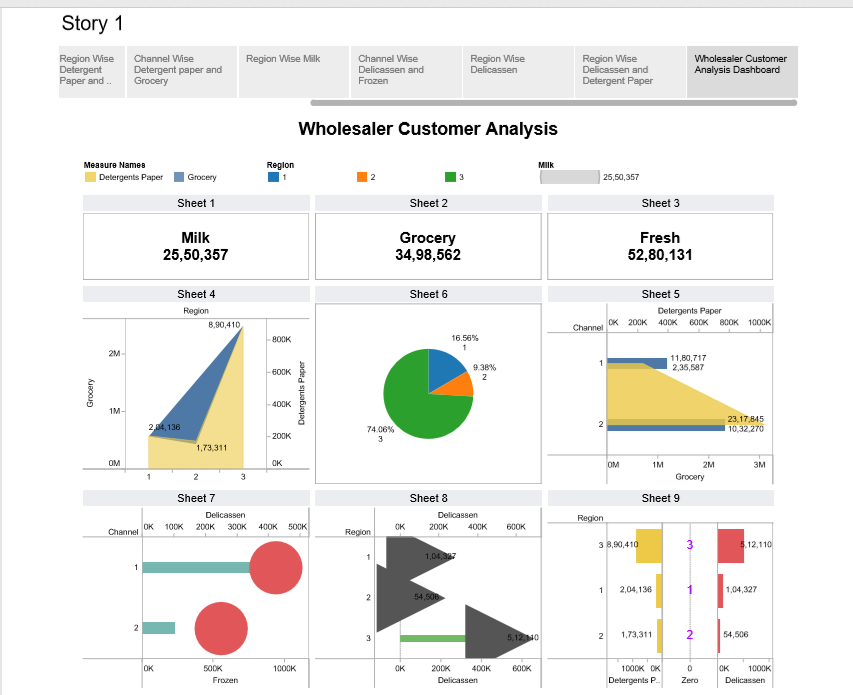 Story 1
Region Wise
Detergent
Paper and ..
Channel Wise
Detergent paper and
Grocery
Region Wise Milk
Channel Wise
Delicassen and
Frozen
Region Wise
Delicassen
Region Wise
Delicassen and
Detergent Paper
Wholesaler Customer
Analysis Dashboard
Wholesaler Customer Analysis
Measure Names
Detergents Paper
Grocery
Region
1
2
3
Milk
25,50,357
Sheet 1
Milk
25,50,357
Sheet 2
Grocery
34,98,562
Sheet 3
Fresh
52,80,131
Sheet 4
Region
8,90,410
2M
1M
0M
Grocery
2,04,136
1,73,311
800K
600K
400K
200K
0K
Detergents Paper
1 2 3
Sheet 6
16.56%
1
9.38%
2
74.06%
3
Sheet 5
Detergents Paper
Channel
0K 200K 400K 600K 800K 1000K
1
11,80,717
2,35,587
2
23,17,845
10,32,270
0M 1M 2M 3M
Grocery
Sheet 7
Delicassen
Channel
0K 100K 200K 300K 400K 500K
1
2
0K 500K 1000K
Frozen
Sheet 8
Delicassen
Region
0K 200K 400K 600K
1
1,04,327
2
54,506
3
5,12,110
0K 200K 400K 600K
Delicassen
Sheet 9
Region
3 8,90,410 3 5,12,110
1 2,04,136 1 1,04,327
2 1,73,311 2 54,506
1000K 0K 0 0K 1000K
Detergents P.. Zero Delicassen